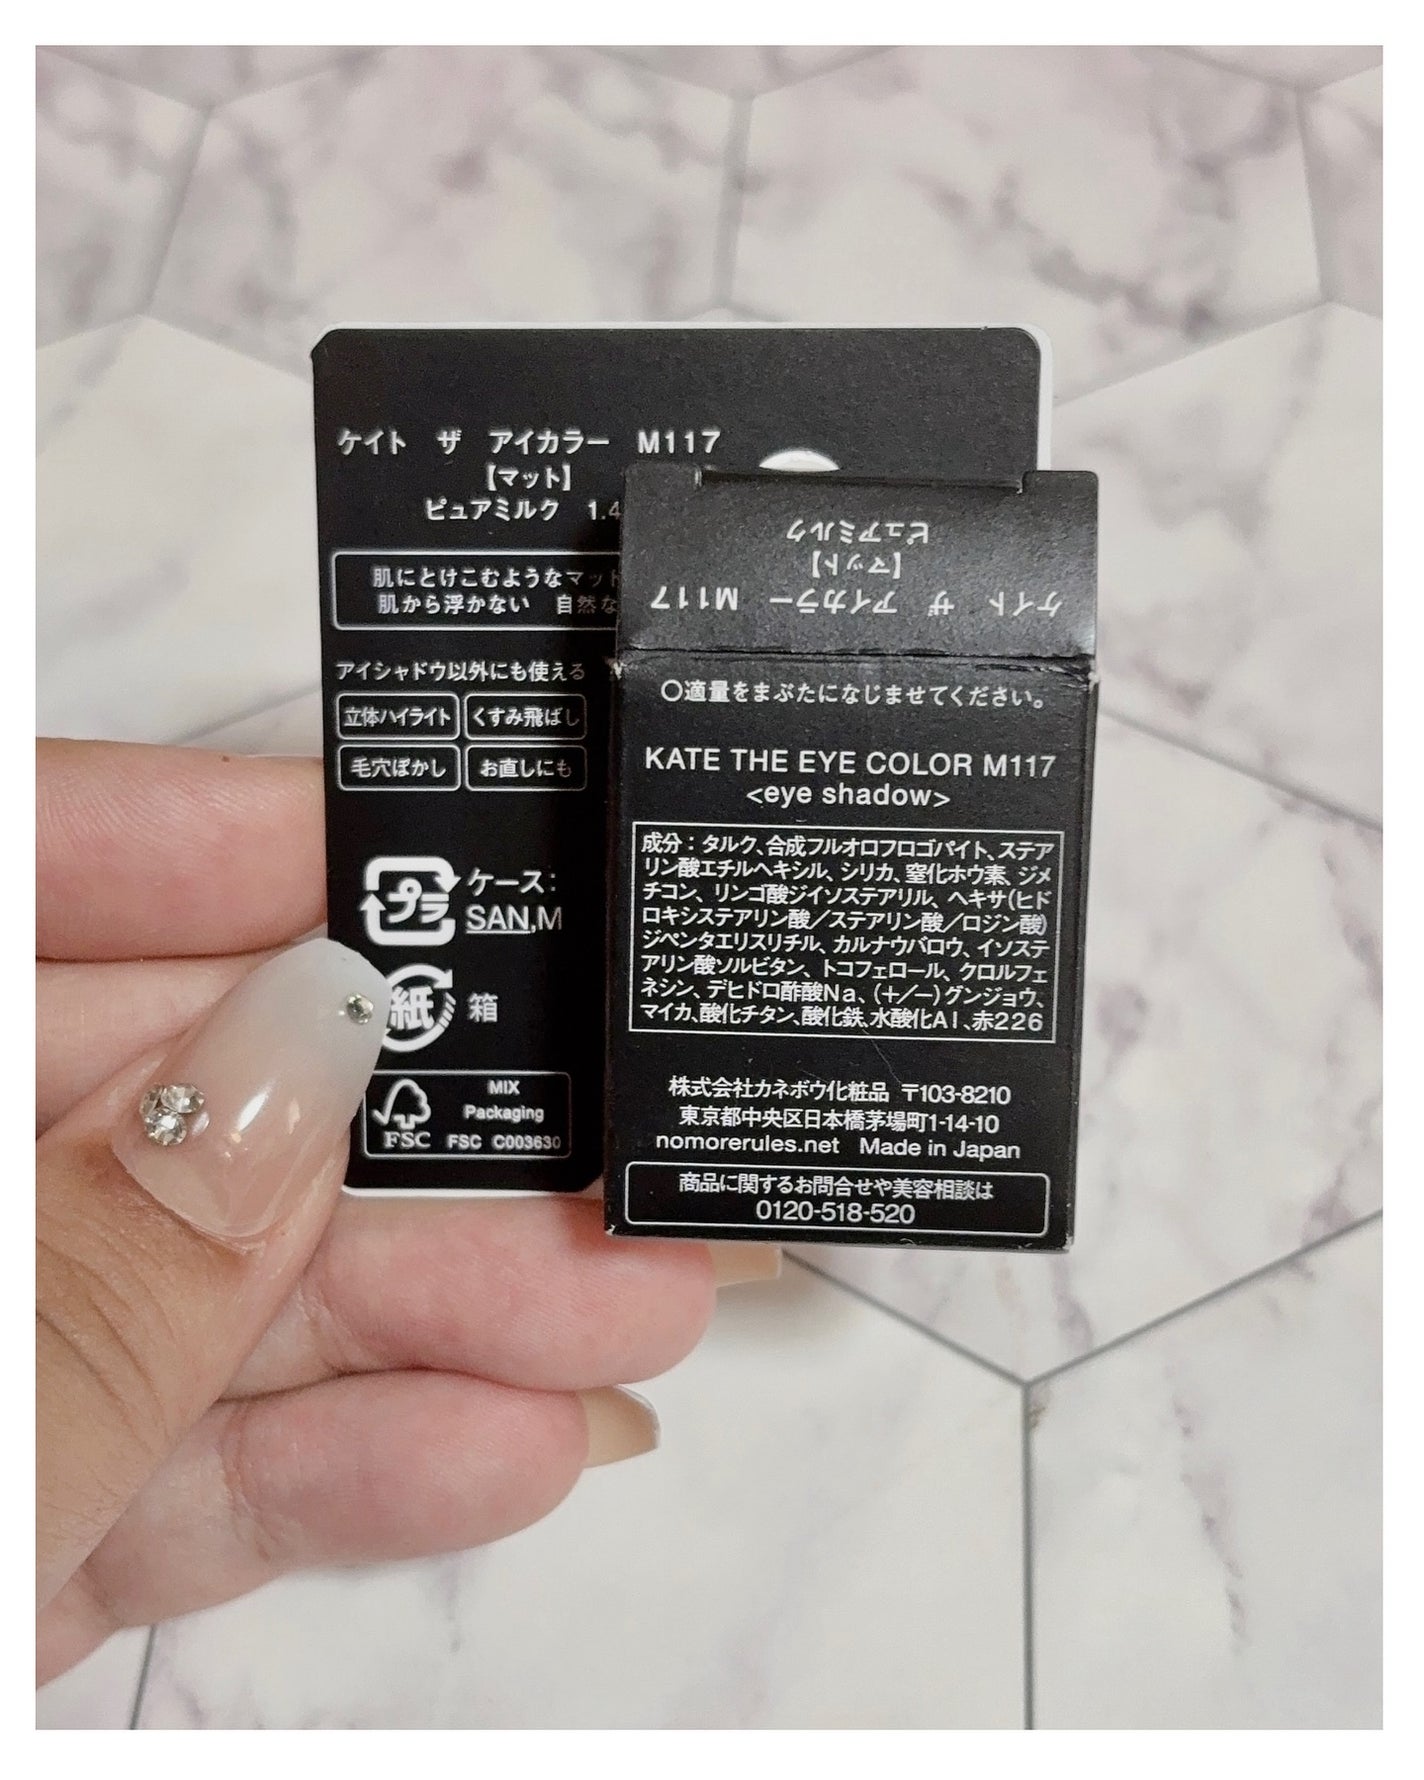 ケイト ザ アイカラー M117
【マット】
ピュアミルク 1.4
肌にとけこむようなマット
肌から浮かない 自然な
アイシャドウ以外にも使える
立体ハイライト くすみ飛ばし
毛穴ぼかし お直しにも
プラ ケース:
SAN,M
紙 箱
MIX
Packaging
FSC FSC C003630
ケイト ザ アイカラー M117
【マット】
ピュアミルク
○適量をまぶたになじませてください。
KATE THE EYE COLOR M117
<eye shadow>
成分:タルク、合成フルオロフロゴパイト、ステア
リン酸エチルヘキシル、シリカ、窒化ホウ素、ジメ
チコン、リンゴ酸ジイソステアリル、ヘキサ(ヒド
ロキシステアリン酸/ステアリン酸/ロジン酸)
ジペンタエリスリチル、カルナウバロウ、イソステ
アリン酸ソルビタン、トコフェロール、クロルフェ
ネシン、デヒドロ酢酸Na、(+/-)グンジョウ、
マイカ、酸化チタン、酸化鉄、水酸化Al、赤226
株式会社カネボウ化粧品 〒103-8210
東京都中央区日本橋茅場町1-14-10
nomorerules.net Made in Japan
商品に関するお問合せや美容相談は
0120-518-520